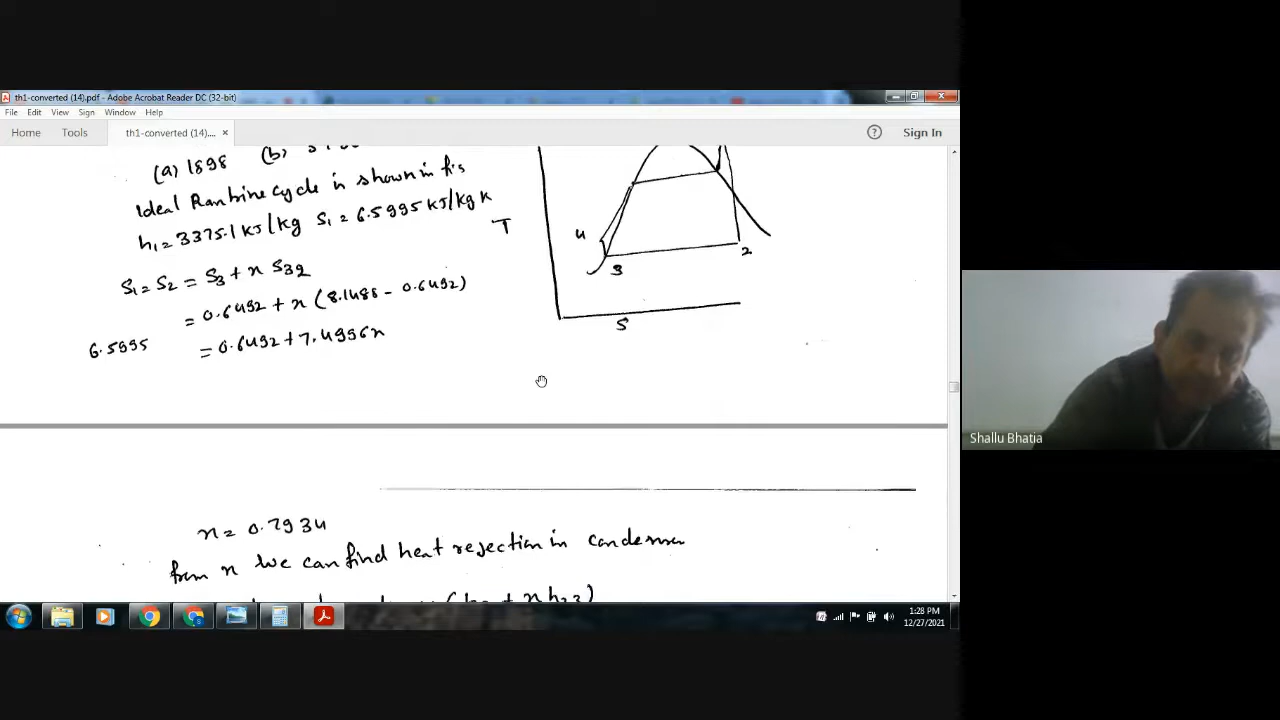 th1-converted (14).pdf - Adobe Acrobat Reader DC (32-bit)
File Edit View Sign Window Help
Home Tools th1-converted (14).... × ? Sign In
(a) 1898 (b)
Ideal Rankine cycle is shown in fig
h1 = 3375.1 KJ/Kg S1 = 6.5995 KJ/Kg K
T
4
3
2
S
S1 = S2 = S3 + x S32
= 0.6492 + x (8.1488 - 0.6492)
6.5995 = 0.6492 + 7.4996x
x = 0.7934
from x we can find heat rejection in condenser
Shallu Bhatia
1:28 PM
12/27/2021